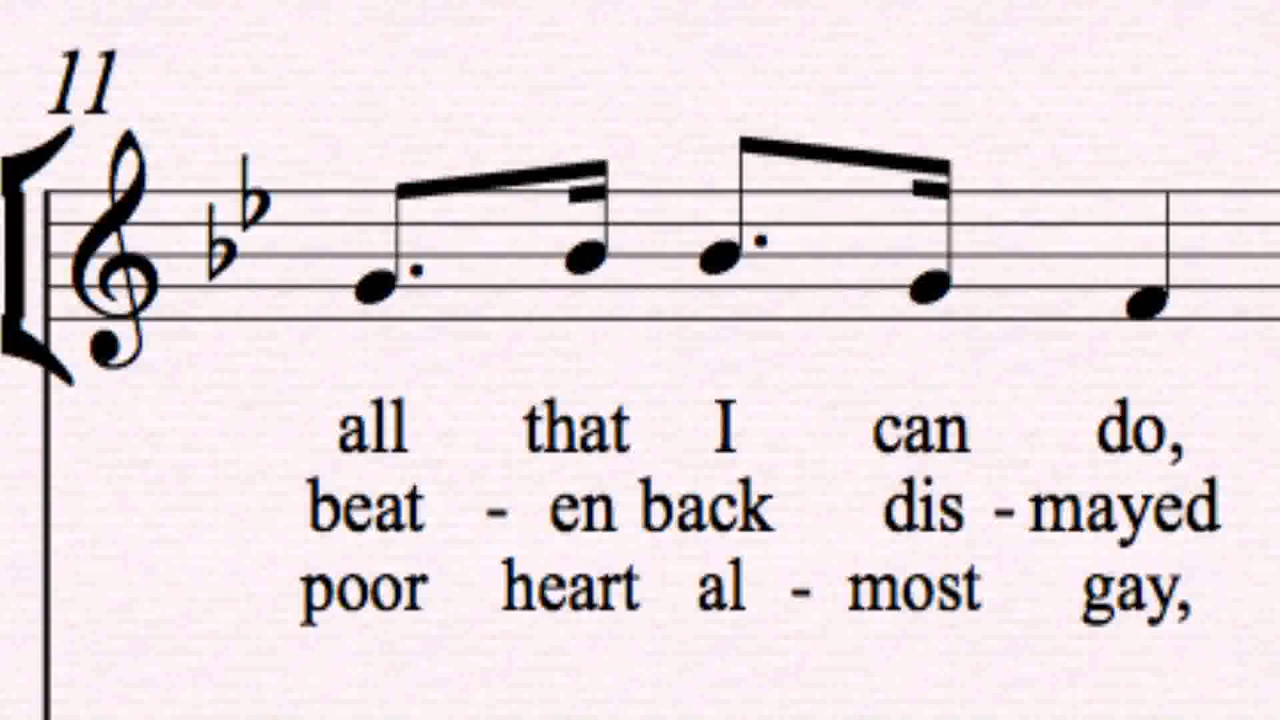 11
all that I can do,
beat - en back dis - mayed
poor heart al - most gay,